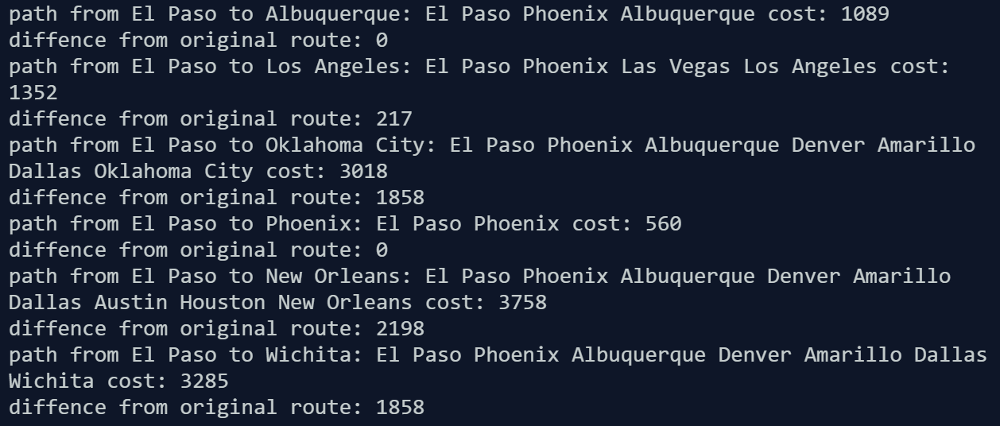 path from El Paso to Albuquerque: El Paso Phoenix Albuquerque cost: 1089
diffence from original route: 0
path from El Paso to Los Angeles: El Paso Phoenix Las Vegas Los Angeles cost:
1352
diffence from original route: 217
path from El Paso to Oklahoma City: El Paso Phoenix Albuquerque Denver Amarillo
Dallas Oklahoma City cost: 3018
diffence from original route: 1858
path from El Paso to Phoenix: El Paso Phoenix cost: 560
diffence from original route: 0
path from El Paso to New Orleans: El Paso Phoenix Albuquerque Denver Amarillo
Dallas Austin Houston New Orleans cost: 3758
diffence from original route: 2198
path from El Paso to Wichita: El Paso Phoenix Albuquerque Denver Amarillo Dallas
Wichita cost: 3285
diffence from original route: 1858